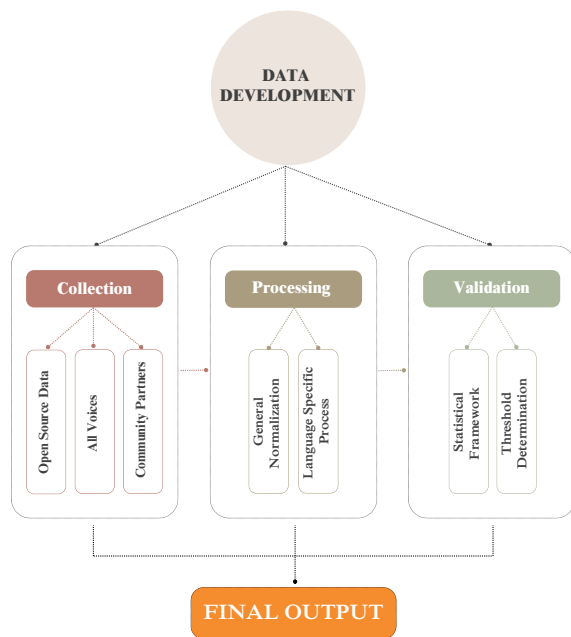 DATA
DEVELOPMENT
Collection
Open Source Data
All Voices
Community Partners
Processing
General
Normalization
Language Specific
Process
Validation
Statistical
Framework
Threshold
Determination
FINAL OUTPUT